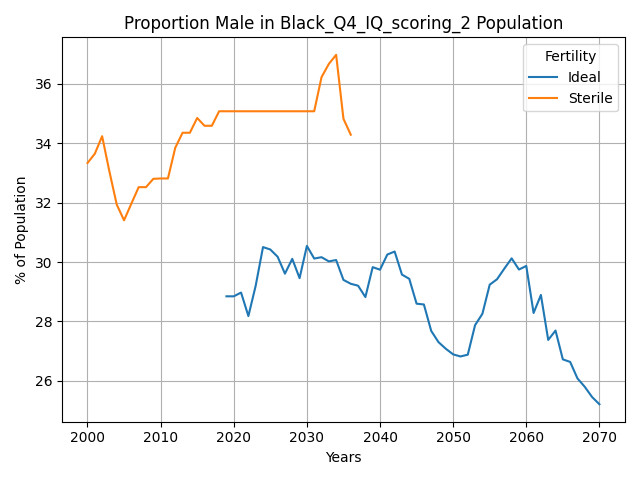 Proportion Male in Black_Q4_IQ_scoring_2 Population
% of Population
36
34
32
30
28
26
Fertility
Ideal
Sterile
2000 2010 2020 2030 2040 2050 2060 2070
Years